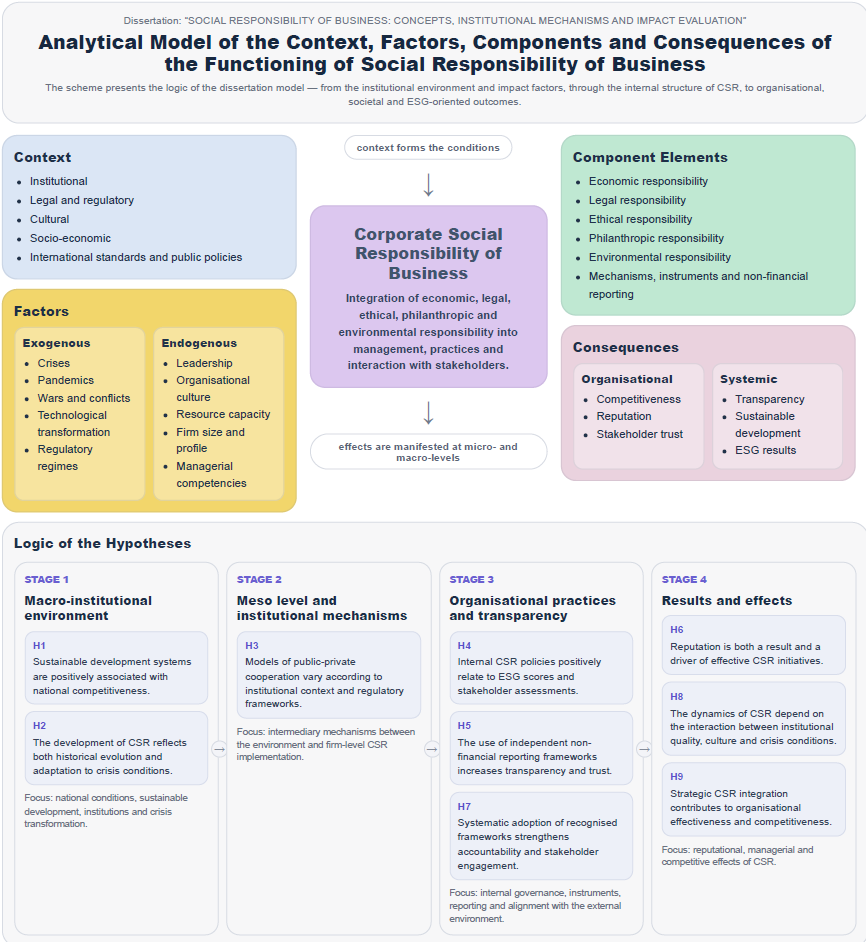 Dissertation: "SOCIAL RESPONSIBILITY OF BUSINESS: CONCEPTS, INSTITUTIONAL MECHANISMS AND IMPACT EVALUATION"
Analytical Model of the Context, Factors, Components and Consequences of
the Functioning of Social Responsibility of Business
The scheme presents the logic of the dissertation model — from the institutional environment and impact factors, through the internal structure of CSR, to organisational,
societal and ESG-oriented outcomes.
Context
• Institutional
• Legal and regulatory
• Cultural
• Socio-economic
• International standards and public policies
Factors
Exogenous
• Crises
• Pandemics
• Wars and conflicts
• Technological
transformation
• Regulatory
regimes
Endogenous
• Leadership
• Organisational
culture
• Resource capacity
• Firm size and
profile
• Managerial
competencies
context forms the conditions
↓
Corporate Social
Responsibility of
Business
Integration of economic, legal,
ethical, philanthropic and
environmental responsibility into
management, practices and
interaction with stakeholders.
↓
effects are manifested at micro- and
macro-levels
Component Elements
• Economic responsibility
• Legal responsibility
• Ethical responsibility
• Philanthropic responsibility
• Environmental responsibility
• Mechanisms, instruments and non-financial
reporting
Consequences
Organisational
• Competitiveness
• Reputation
• Stakeholder trust
Systemic
• Transparency
• Sustainable
development
• ESG results
Logic of the Hypotheses
STAGE 1
Macro-institutional
environment
H1
Sustainable development systems
are positively associated with
national competitiveness.
H2
The development of CSR reflects
both historical evolution and
adaptation to crisis conditions.
Focus: national conditions, sustainable
development, institutions and crisis
transformation.
→
STAGE 2
Meso level and
institutional mechanisms
H3
Models of public-private
cooperation vary according to
institutional context and regulatory
frameworks.
Focus: intermediary mechanisms between
the environment and firm-level CSR
implementation.
→
STAGE 3
Organisational practices
and transparency
H4
Internal CSR policies positively
relate to ESG scores and
stakeholder assessments.
H5
The use of independent non-
financial reporting frameworks
increases transparency and trust.
H7
Systematic adoption of recognised
frameworks strengthens
accountability and stakeholder
engagement.
Focus: internal governance, instruments,
reporting and alignment with the external
environment.
→
STAGE 4
Results and effects
H6
Reputation is both a result and a
driver of effective CSR initiatives.
H8
The dynamics of CSR depend on
the interaction between institutional
quality, culture and crisis conditions.
H9
Strategic CSR integration
contributes to organisational
effectiveness and competitiveness.
Focus: reputational, managerial and
competitive effects of CSR.